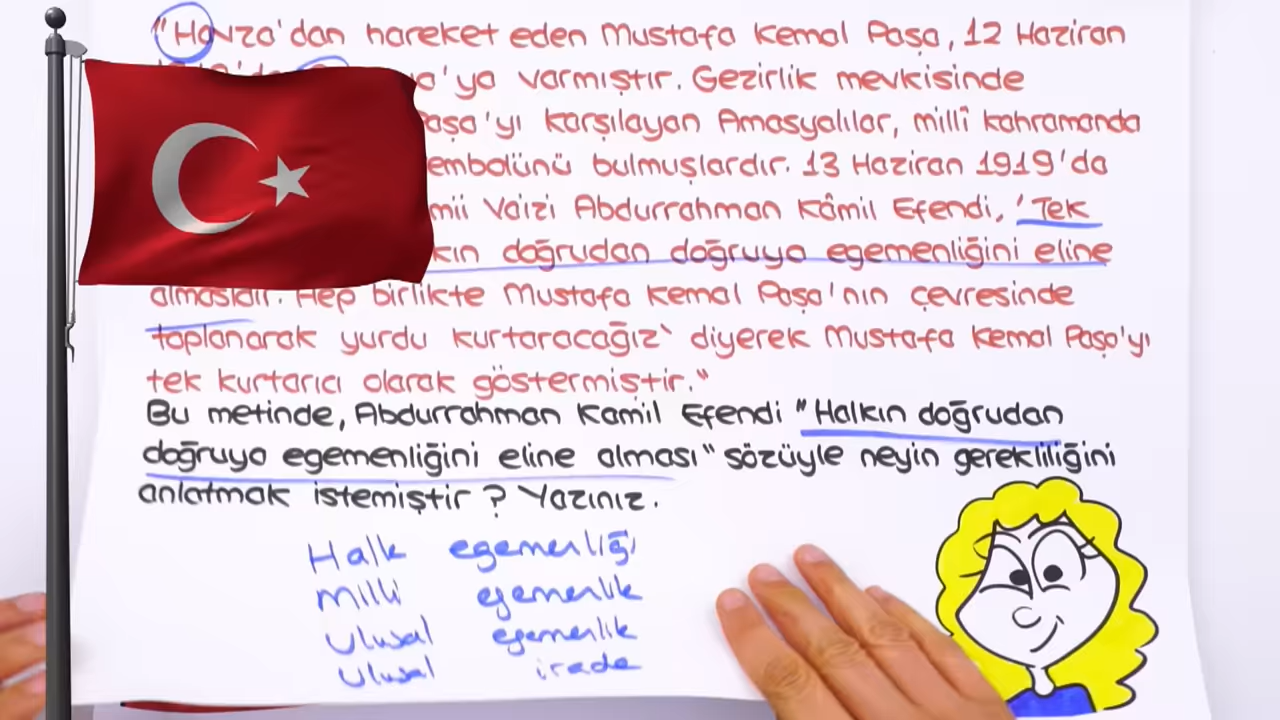 "Havza'dan hareket eden Mustafa Kemal Paşa, 12 Haziran
'ya varmıştır. Gezirlik mevkisinde
Paşa'yı karşılayan Amasyalılar, millî kahramanda
embolünü bulmuşlardır. 13 Haziran 1919'da
mii Vaizi Abdurrahman Kâmil Efendi, 'Tek
kın doğrudan doğruya egemenliğini eline
almasıdır. Hep birlikte Mustafa Kemal Paşa'nın çevresinde
toplanarak yurdu kurtaracağız' diyerek Mustafa Kemal Paşa'yı
tek kurtarıcı olarak göstermiştir."
Bu metinde, Abdurrahman Kamil Efendi "Halkın doğrudan
doğruya egemenliğini eline alması" sözüyle neyin gerekliliğini
anlatmak istemiştir? Yazınız.
Halk egemenliği
Milli egemenlik
Ulusal egemenlik
Ulusal irade